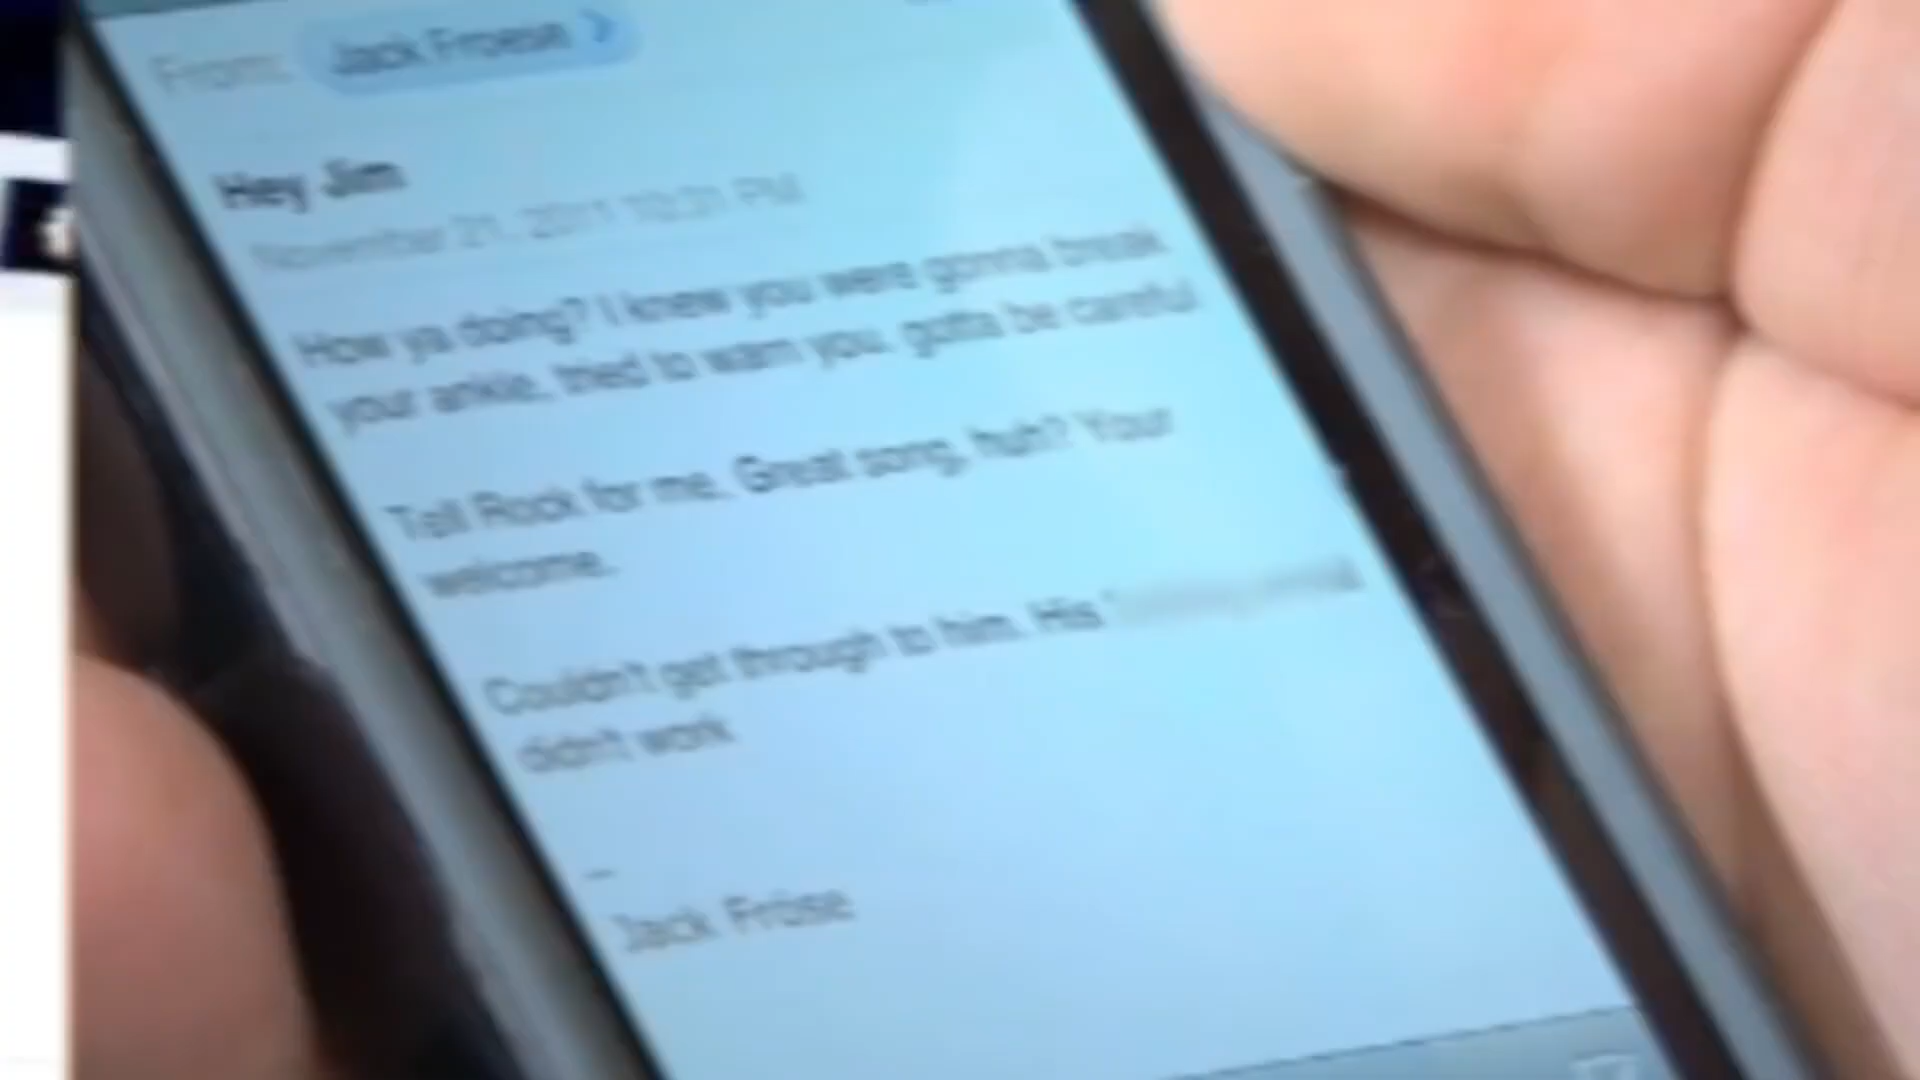 From: Jack Froese
Hey Jim
November 21, 2011 10:31 PM
How ya doing? I knew you were gonna break
your ankle, tried to warn you. gotta be careful
Tell Rock for me. Great song, huh? Your
welcome.
Couldn't get through to him. His
didn't work
--
Jack Froise